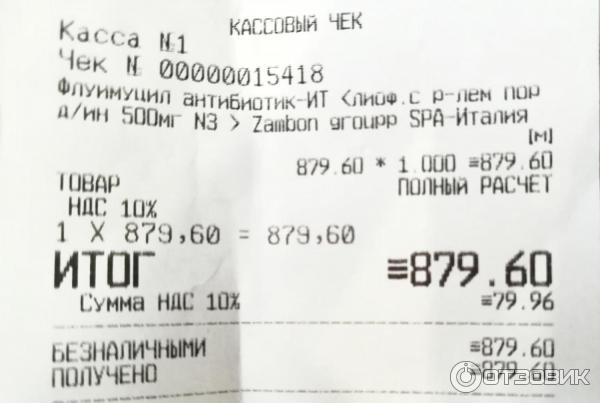 КАССОВЫЙ ЧЕК
Касса №1
Чек № 00000015418
Флуимуцил антибиотик-ИТ <лиоф.с р-лем пор
д/ин 500мг N3 > Zambon groupp SPA-Италия
[М]
879.60 * 1.000 =879.60
ТОВАР ПОЛНЫЙ РАСЧЕТ
НДС 10%
1 X 879,60 = 879,60
ИТОГ ≡879.60
Сумма НДС 10% =79.96
БЕЗНАЛИЧНЫМИ =879.60
ПОЛУЧЕНО =879.60
ОТЗОВИК